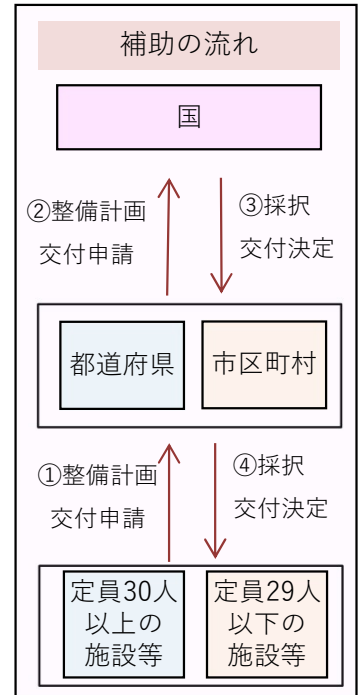 補助の流れ
国
②整備計画
交付申請
③採択
交付決定
都道府県
市区町村
①整備計画
交付申請
④採択
交付決定
定員30人
以上の
施設等
定員29人
以下の
施設等